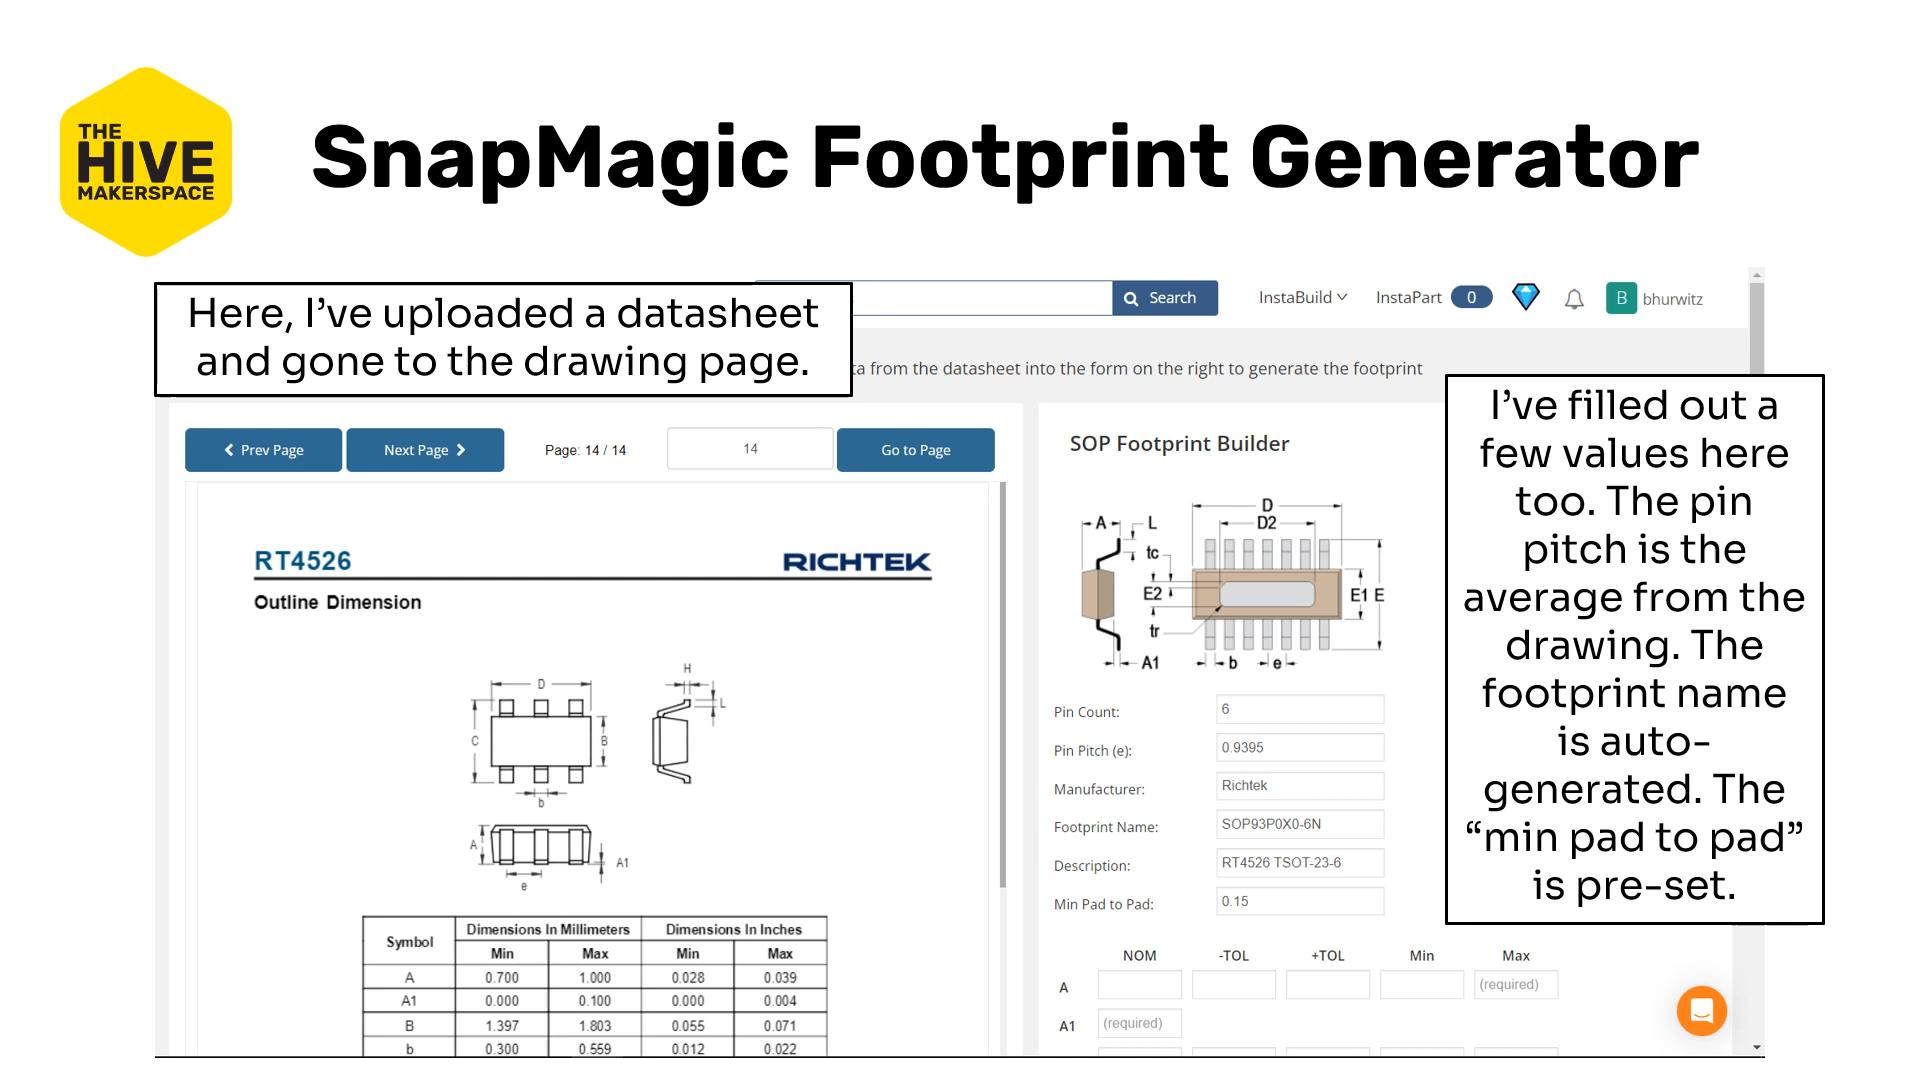 THE
HIVE
MAKERSPACE
SnapMagic Footprint Generator
Here, I’ve uploaded a datasheet
and gone to the drawing page.
Search
InstaBuild
InstaPart
0
B
bhurwitz
from the datasheet into the form on the right to generate the footprint
I’ve filled out a
few values here
too. The pin
pitch is the
average from the
drawing. The
footprint name
is auto-
generated. The
“min pad to pad”
is pre-set.
Prev Page
Next Page
Page: 14 / 14
14
Go to Page
RT4526
RICHTEK
Outline Dimension
D
H
L
C
B
b
A
A1
e
Symbol
Dimensions In Millimeters
Dimensions In Inches
Min
Max
Min
Max
A 0.700 1.000 0.028 0.039
A1 0.000 0.100 0.000 0.004
B 1.397 1.803 0.055 0.071
b 0.300 0.559 0.012 0.022
SOP Footprint Builder
D
A
L
D2
tc
E2
E1 E
tr
A1
b
e
Pin Count: 6
Pin Pitch (e): 0.9395
Manufacturer: Richtek
Footprint Name: SOP93P0X0-6N
Description: RT4526 TSOT-23-6
Min Pad to Pad: 0.15
NOM -TOL +TOL Min Max
A (required)
A1 (required)